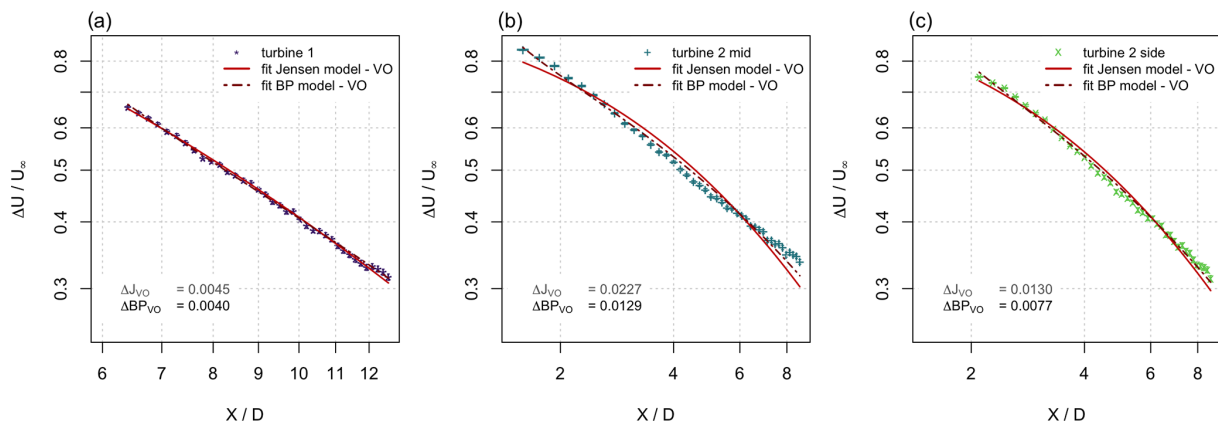 (a)
turbine 1
fit Jensen model - VO
fit BP model - VO
0.8
0.6
0.5
0.4
0.3
ΔU / U∞
ΔJVO = 0.0045
ΔBPVO = 0.0040
6 7 8 9 10 11 12
X / D
(b)
turbine 2 mid
fit Jensen model - VO
fit BP model - VO
0.8
0.6
0.5
0.4
0.3
ΔU / U∞
ΔJVO = 0.0227
ΔBPVO = 0.0129
2 4 6 8
X / D
(c)
turbine 2 side
fit Jensen model - VO
fit BP model - VO
0.8
0.6
0.5
0.4
0.3
ΔU / U∞
ΔJVO = 0.0130
ΔBPVO = 0.0077
2 4 6 8
X / D